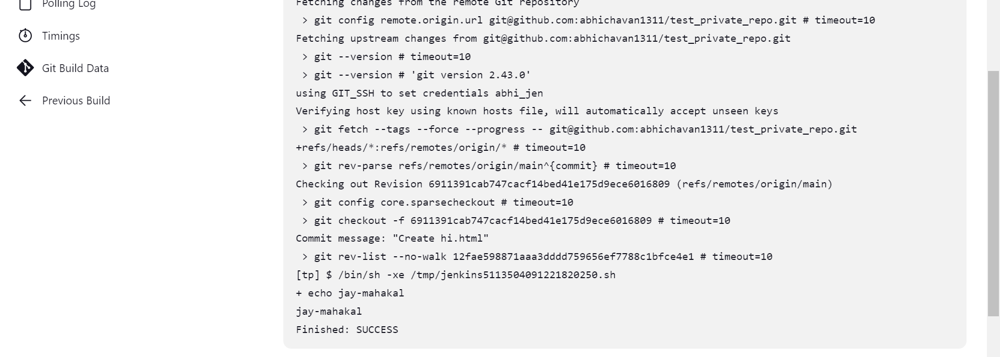 Polling Log
Timings
Git Build Data
Previous Build
Fetching changes from the remote Git repository
 > git config remote.origin.url git@github.com:abhichavan1311/test_private_repo.git # timeout=10
Fetching upstream changes from git@github.com:abhichavan1311/test_private_repo.git
 > git --version # timeout=10
 > git --version # 'git version 2.43.0'
using GIT_SSH to set credentials abhi_jen
Verifying host key using known hosts file, will automatically accept unseen keys
 > git fetch --tags --force --progress -- git@github.com:abhichavan1311/test_private_repo.git
+refs/heads/*:refs/remotes/origin/* # timeout=10
 > git rev-parse refs/remotes/origin/main^{commit} # timeout=10
Checking out Revision 6911391cab747cacf14bed41e175d9ece6016809 (refs/remotes/origin/main)
 > git config core.sparsecheckout # timeout=10
 > git checkout -f 6911391cab747cacf14bed41e175d9ece6016809 # timeout=10
Commit message: "Create hi.html"
 > git rev-list --no-walk 12fae598871aaa3dddd759656ef7788c1bfce4e1 # timeout=10
[tp] $ /bin/sh -xe /tmp/jenkins5113504091221820250.sh
+ echo jay-mahakal
jay-mahakal
Finished: SUCCESS